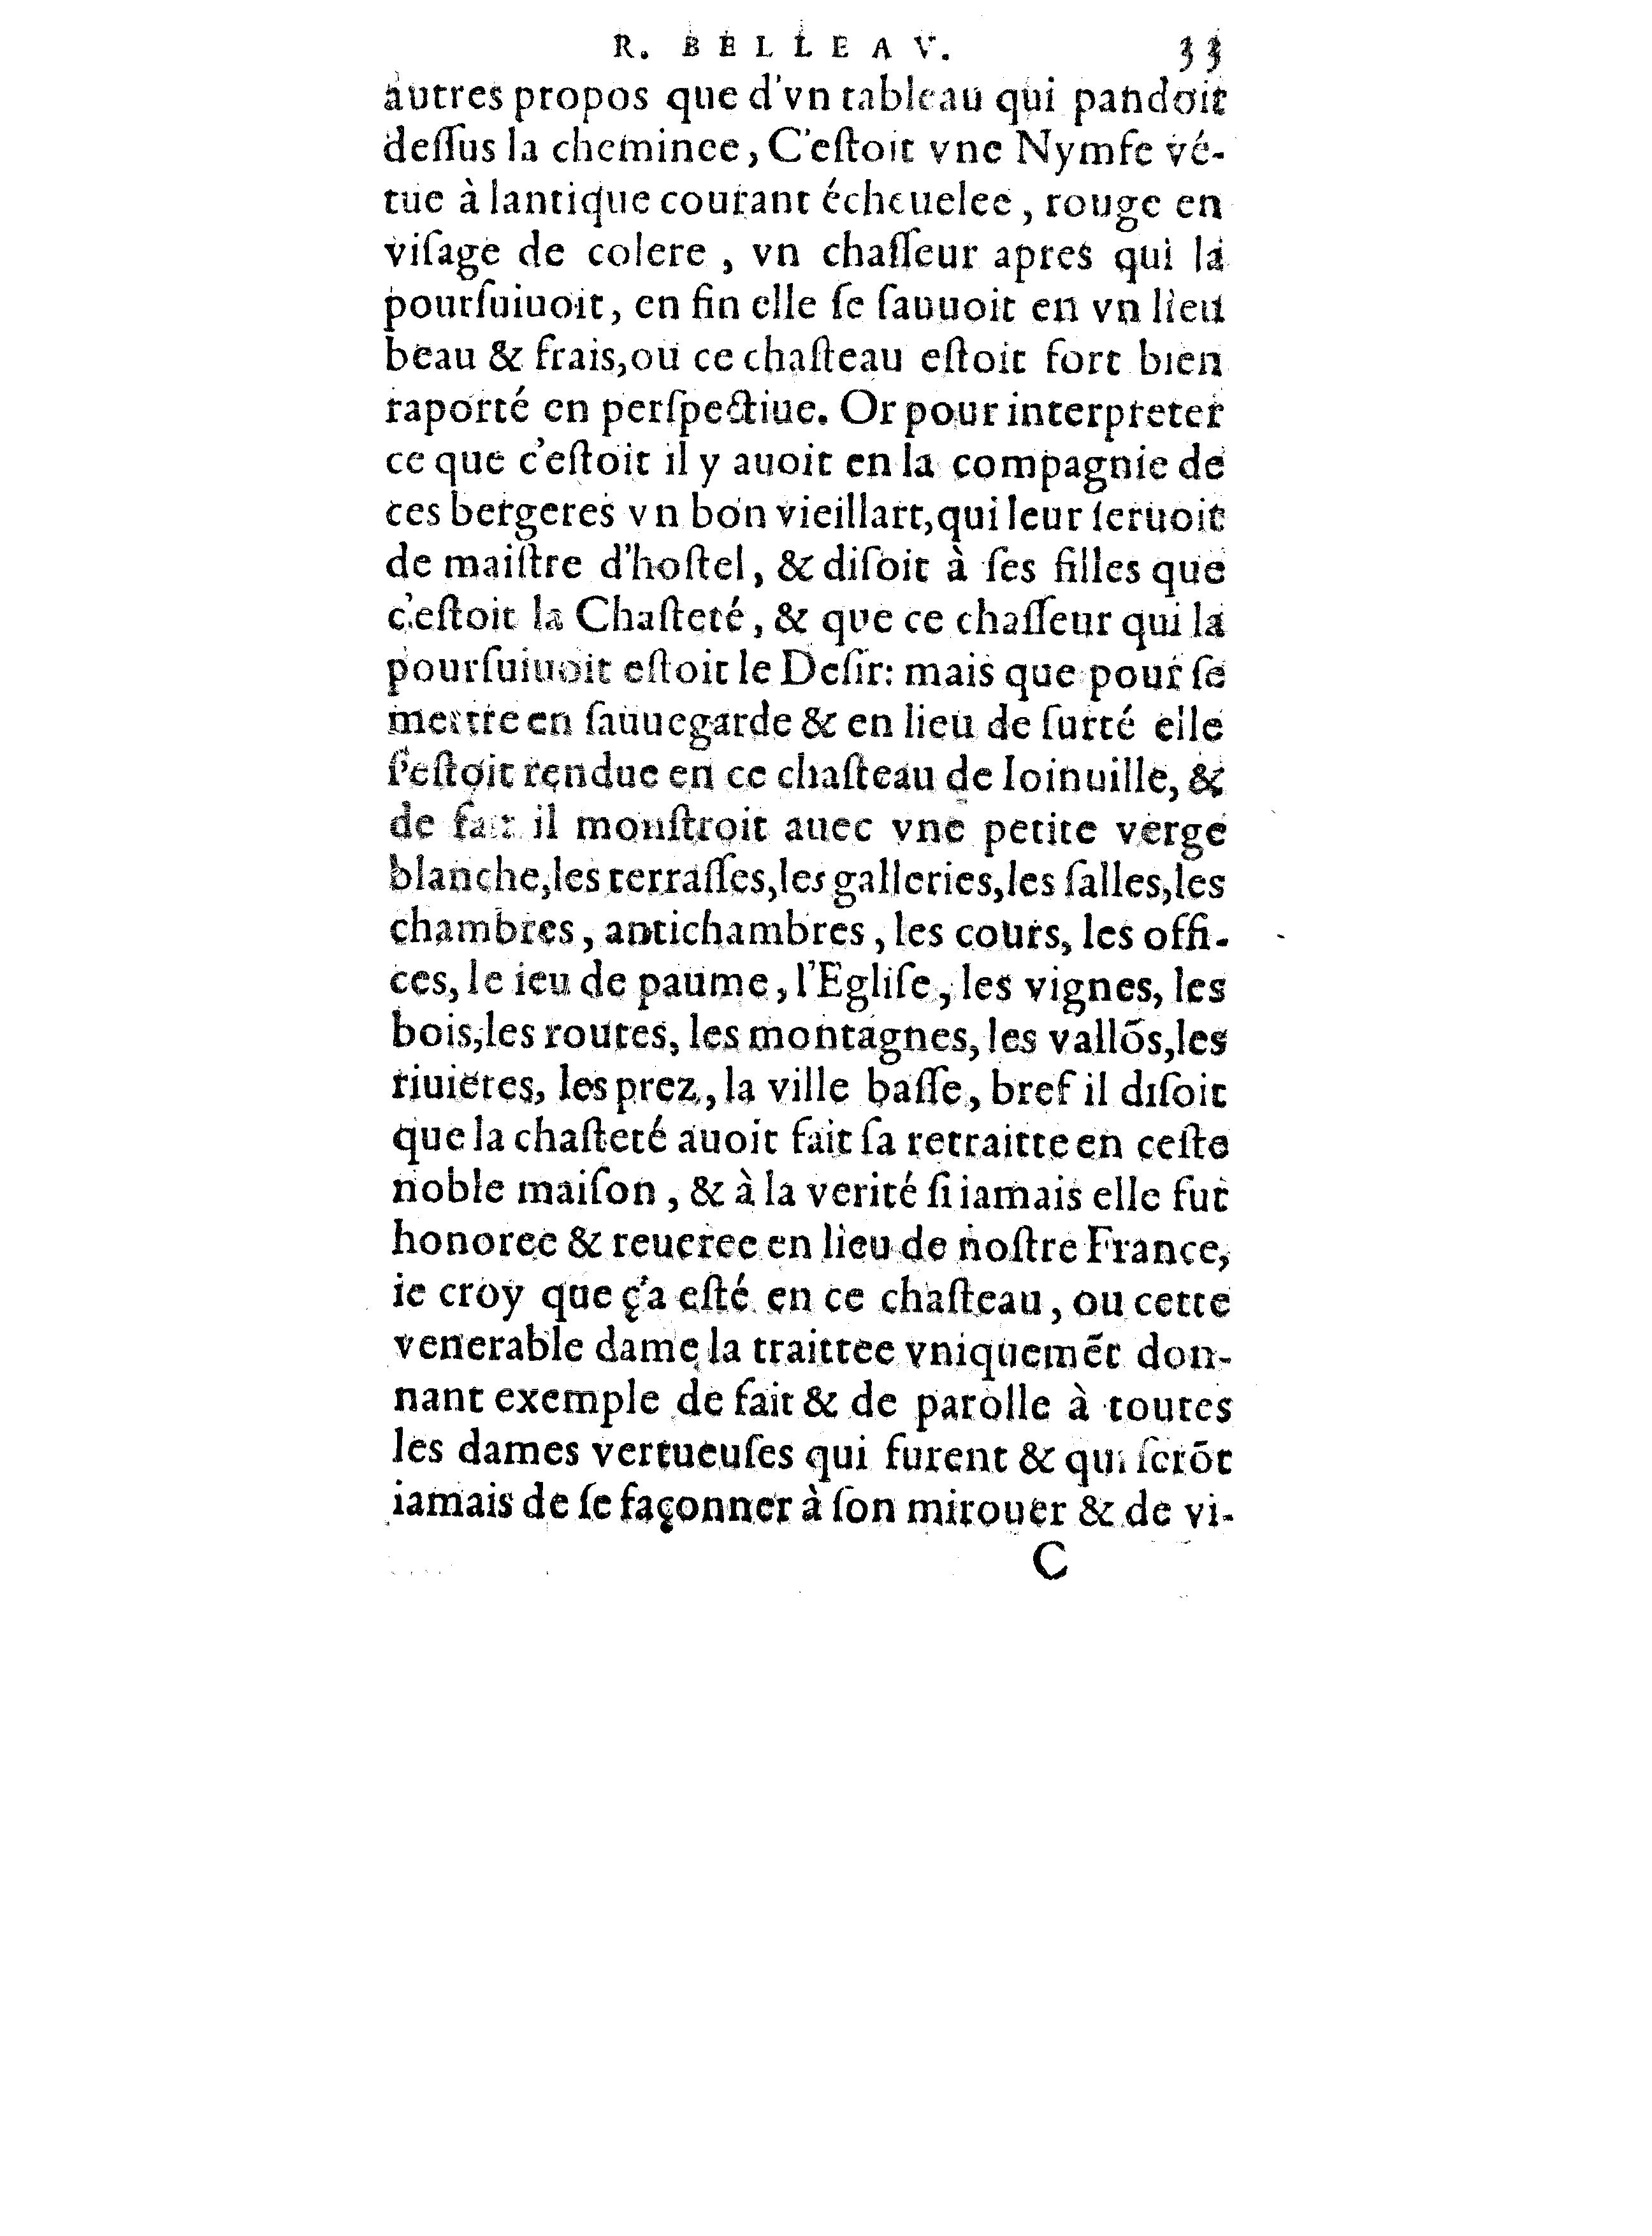 R. BELLEAV. 33
autres propos que d'vn tableau qui pandoit
deſſus la cheminee, C'eſtoit vne Nymfe vé-
tue à lantique courant écheuelee, rouge en
viſage de colere, vn chaſſeur apres qui la
pourſuiuoit, en fin elle ſe ſauuoit en vn lieu
beau & frais, ou ce chaſteau eſtoit fort bien
raporté en perſpectiue. Or pour interpreter
ce que c'eſtoit il y auoit en la compagnie de
ces bergeres vn bon vieillart, qui leur ſeruoit
de maiſtre d'hoſtel, & diſoit à ſes filles que
c'eſtoit la Chaſteté, & que ce chaſſeur qui la
pourſuiuoit eſtoit le Deſir: mais que pour ſe
mettre en ſauuegarde & en lieu de ſurté elle
ſ'eſtoit rendue en ce chaſteau de Ioinuille, &
de fait il monſtroit auec vne petite verge
blanche, les terraſſes, les galleries, les ſalles, les
chambres, antichambres, les cours, les offi-
ces, le ieu de paume, l'Egliſe, les vignes, les
bois, les routes, les montagnes, les vallõs, les
riuieres, les prez, la ville baſſe, bref il diſoit
que la chaſteté auoit fait ſa retraitte en ceſte
noble maiſon, & à la verité ſi iamais elle fut
honoree & reueree en lieu de noſtre France,
ie croy que ç'a eſté en ce chaſteau, ou cette
venerable dame la traittee vniquemẽt don-
nant exemple de fait & de parolle à toutes
les dames vertueuſes qui furent & qui ſerõt
iamais de ſe façonner à ſon mirouer & de vi-
C